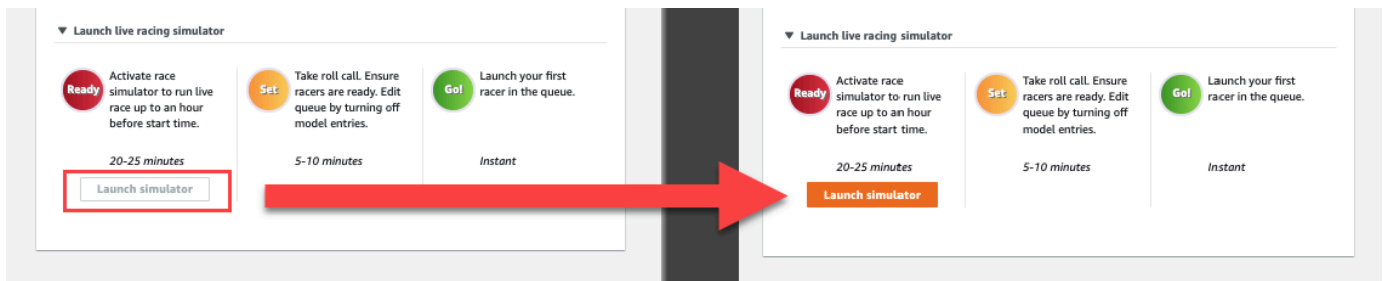 ▼ Launch live racing simulator
Ready
Activate race
simulator to run live
race up to an hour
before start time.
20-25 minutes
Launch simulator
Set
Take roll call. Ensure
racers are ready. Edit
queue by turning off
model entries.
5-10 minutes
Go!
Launch your first
racer in the queue.
Instant
▼ Launch live racing simulator
Ready
Activate race
simulator to run live
race up to an hour
before start time.
20-25 minutes
Launch simulator
Set
Take roll call. Ensure
racers are ready. Edit
queue by turning off
model entries.
5-10 minutes
Go!
Launch your first
racer in the queue.
Instant